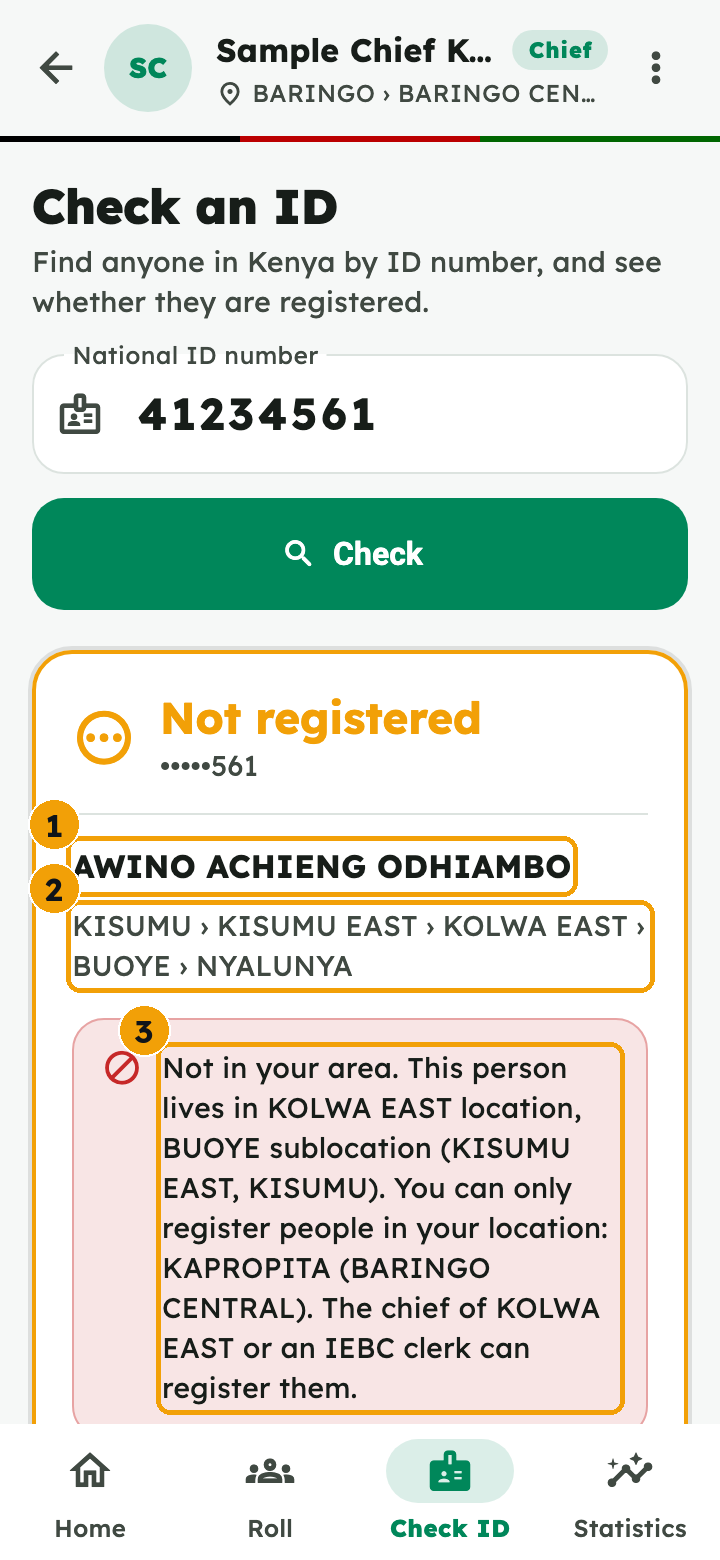 SC
Sample Chief K...
Chief
BARINGO › BARINGO CEN...
Check an ID
Find anyone in Kenya by ID number, and see
whether they are registered.
National ID number
41234561
Check
Not registered
•••••561
1
AWINO ACHIENG ODHIAMBO
2
KISUMU › KISUMU EAST › KOLWA EAST ›
BUOYE › NYALUNYA
3
Not in your area. This person
lives in KOLWA EAST location,
BUOYE sublocation (KISUMU
EAST, KISUMU). You can only
register people in your location:
KAPROPITA (BARINGO
CENTRAL). The chief of KOLWA
EAST or an IEBC clerk can
register them.
Home
Roll
Check ID
Statistics